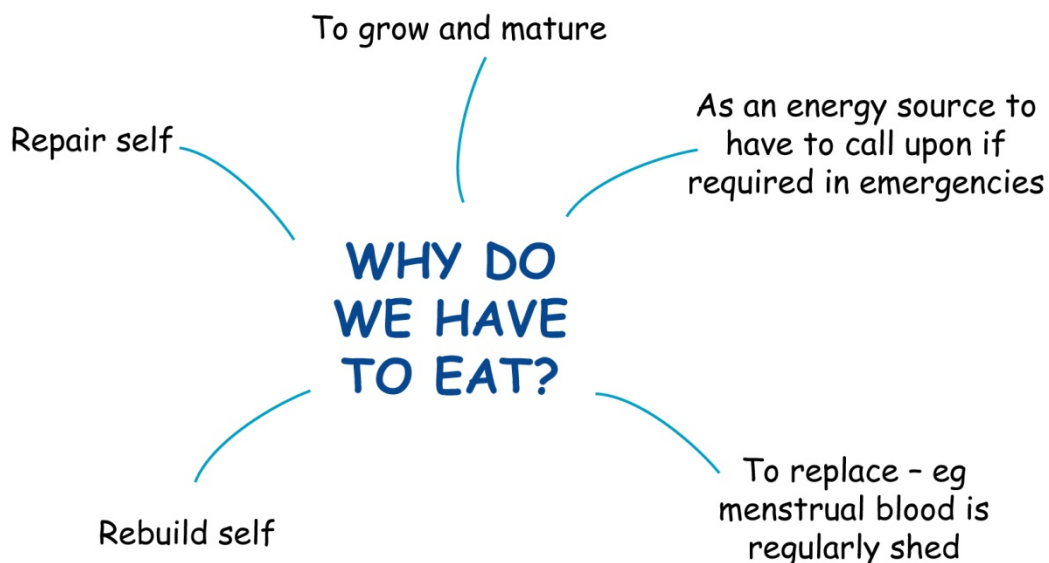 To grow and mature
As an energy source to
have to call upon if
required in emergencies
Repair self
WHY DO
WE HAVE
TO EAT?
Rebuild self
To replace – eg
menstrual blood is
regularly shed